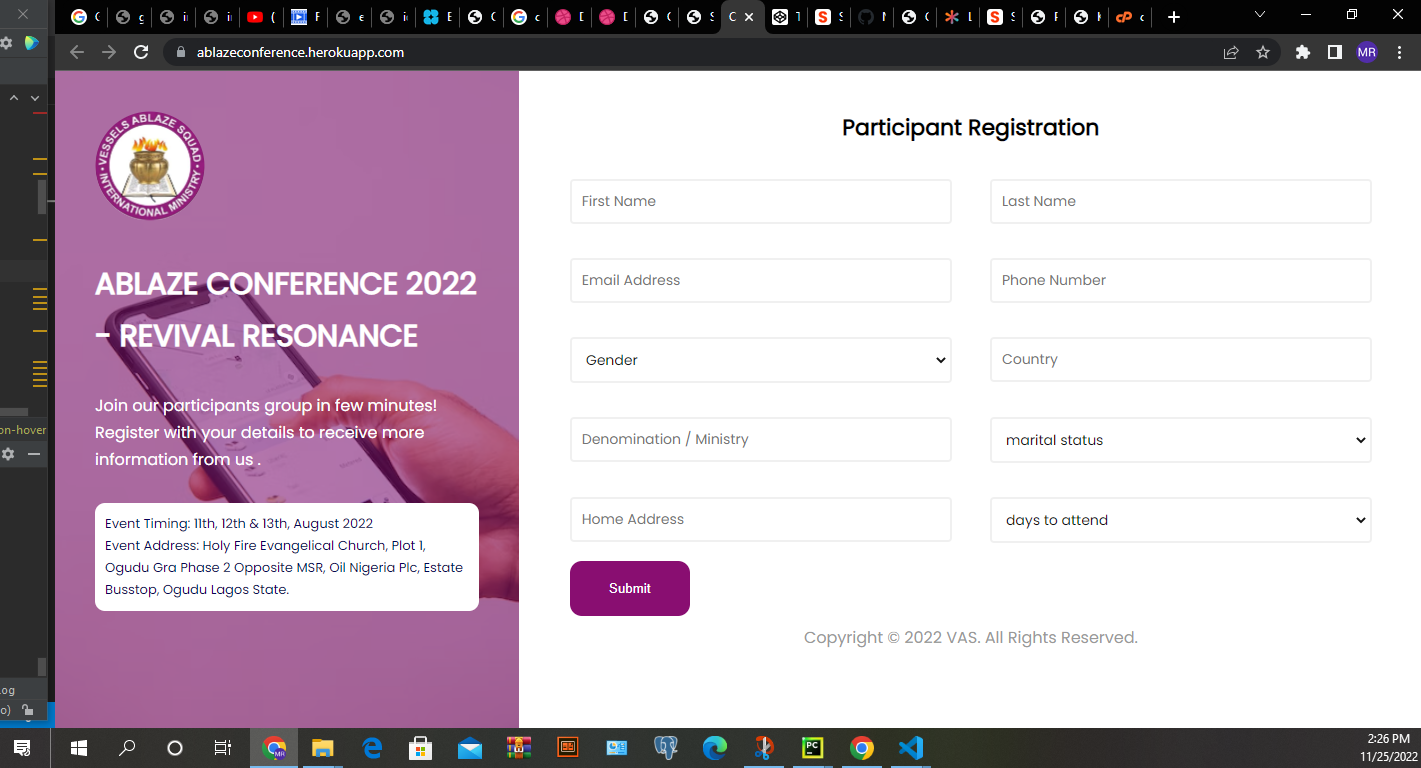 ablazeconference.herokuapp.com
MR
VESSELS ABLAZE SQUAD
INTERNATIONAL MINISTRY
ABLAZE CONFERENCE 2022
- REVIVAL RESONANCE
Join our participants group in few minutes!
Register with your details to receive more
information from us .
Event Timing: 11th, 12th & 13th, August 2022
Event Address: Holy Fire Evangelical Church, Plot 1,
Ogudu Gra Phase 2 Opposite MSR, Oil Nigeria Plc, Estate
Busstop, Ogudu Lagos State.
Participant Registration
First Name
Last Name
Email Address
Phone Number
Gender
Country
Denomination / Ministry
marital status
Home Address
days to attend
Submit
Copyright © 2022 VAS. All Rights Reserved.
on-hover
2:26 PM
11/25/2022